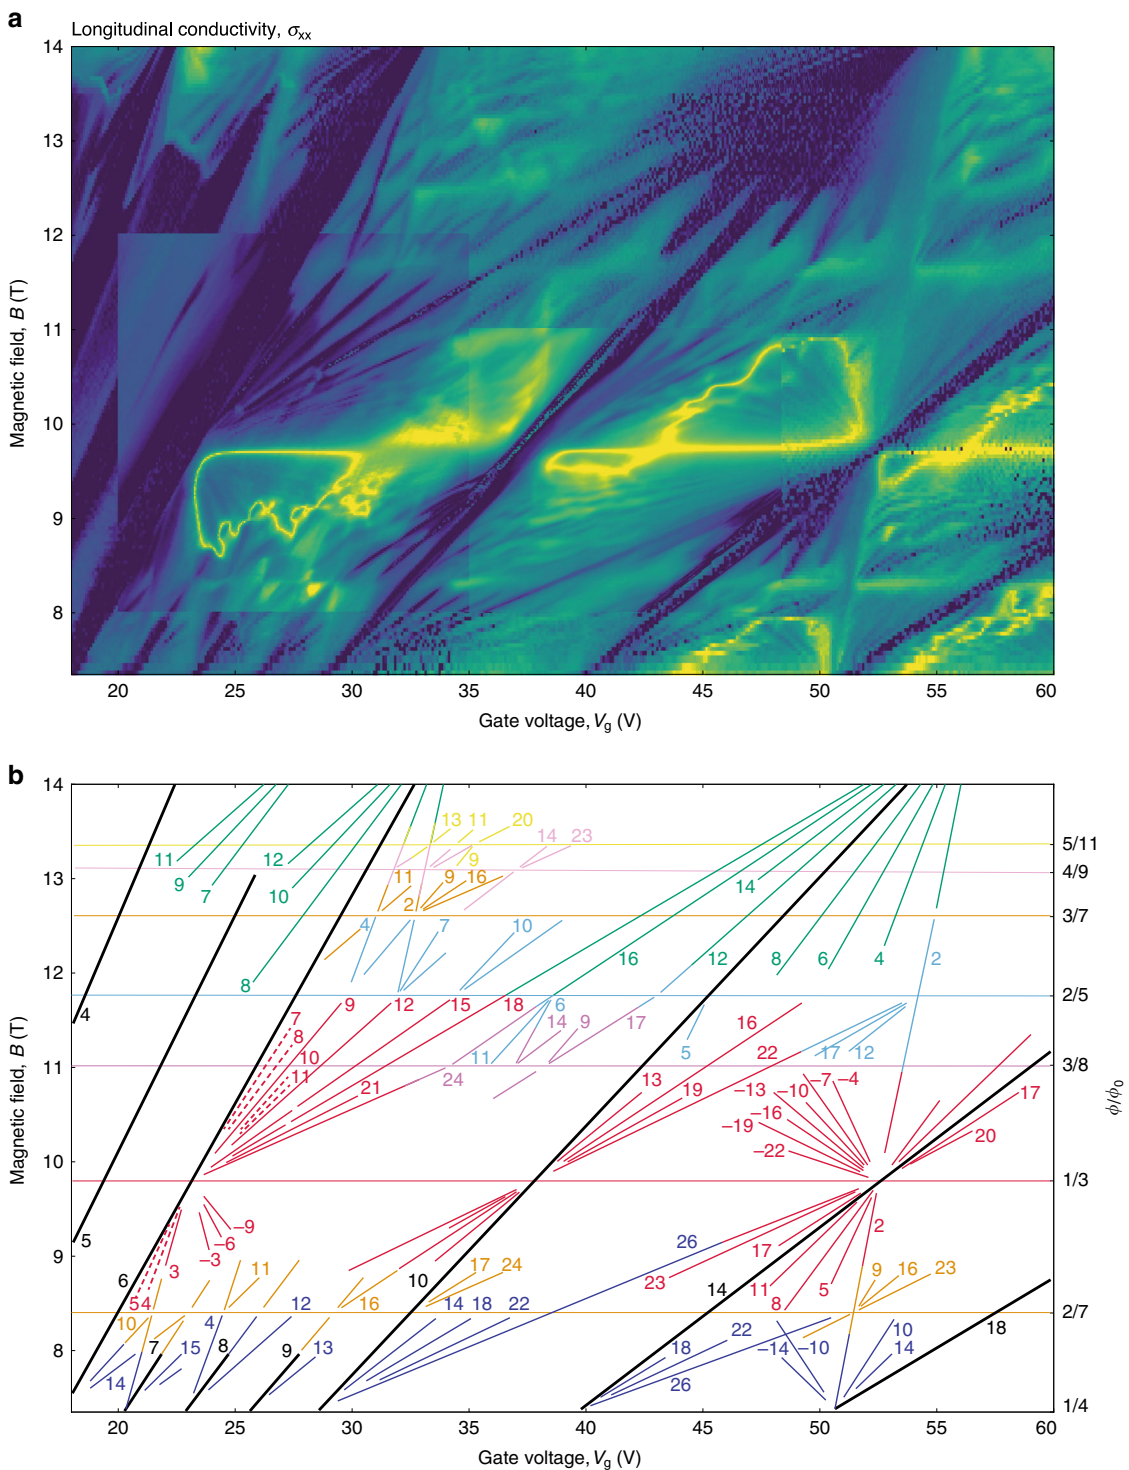 a
Longitudinal conductivity, σxx
14
13
12
11
10
9
8
Magnetic field, B (T)
20 25 30 35 40 45 50 55 60
Gate voltage, Vg (V)
b
14
13
12
11
10
9
8
Magnetic field, B (T)
13 11 20
14 23
5/11
11 9 7 12 10
9
4/9
11 2 9 16
14
3/7
4 7 10
16 12 8 6 4 2
8
2/5
4
7 9 12 15 18 6 16
8
14 9 17
10
11 5 22 17 12
3/8
11 21 24 13 19 –13 –10 –7 –4 17
–16
–19 20
–22
ϕ/ϕ0
1/3
5 –9 2
–6 26 17
3 –3
6 11 10 17 24 23 14 11 5 9 16 23
5 4 12 16 8
2/7
10 4 14 18 22 22 10 18
7 15 8 9 13 18 –14 –10 14
14 26
1/4
20 25 30 35 40 45 50 55 60
Gate voltage, Vg (V)